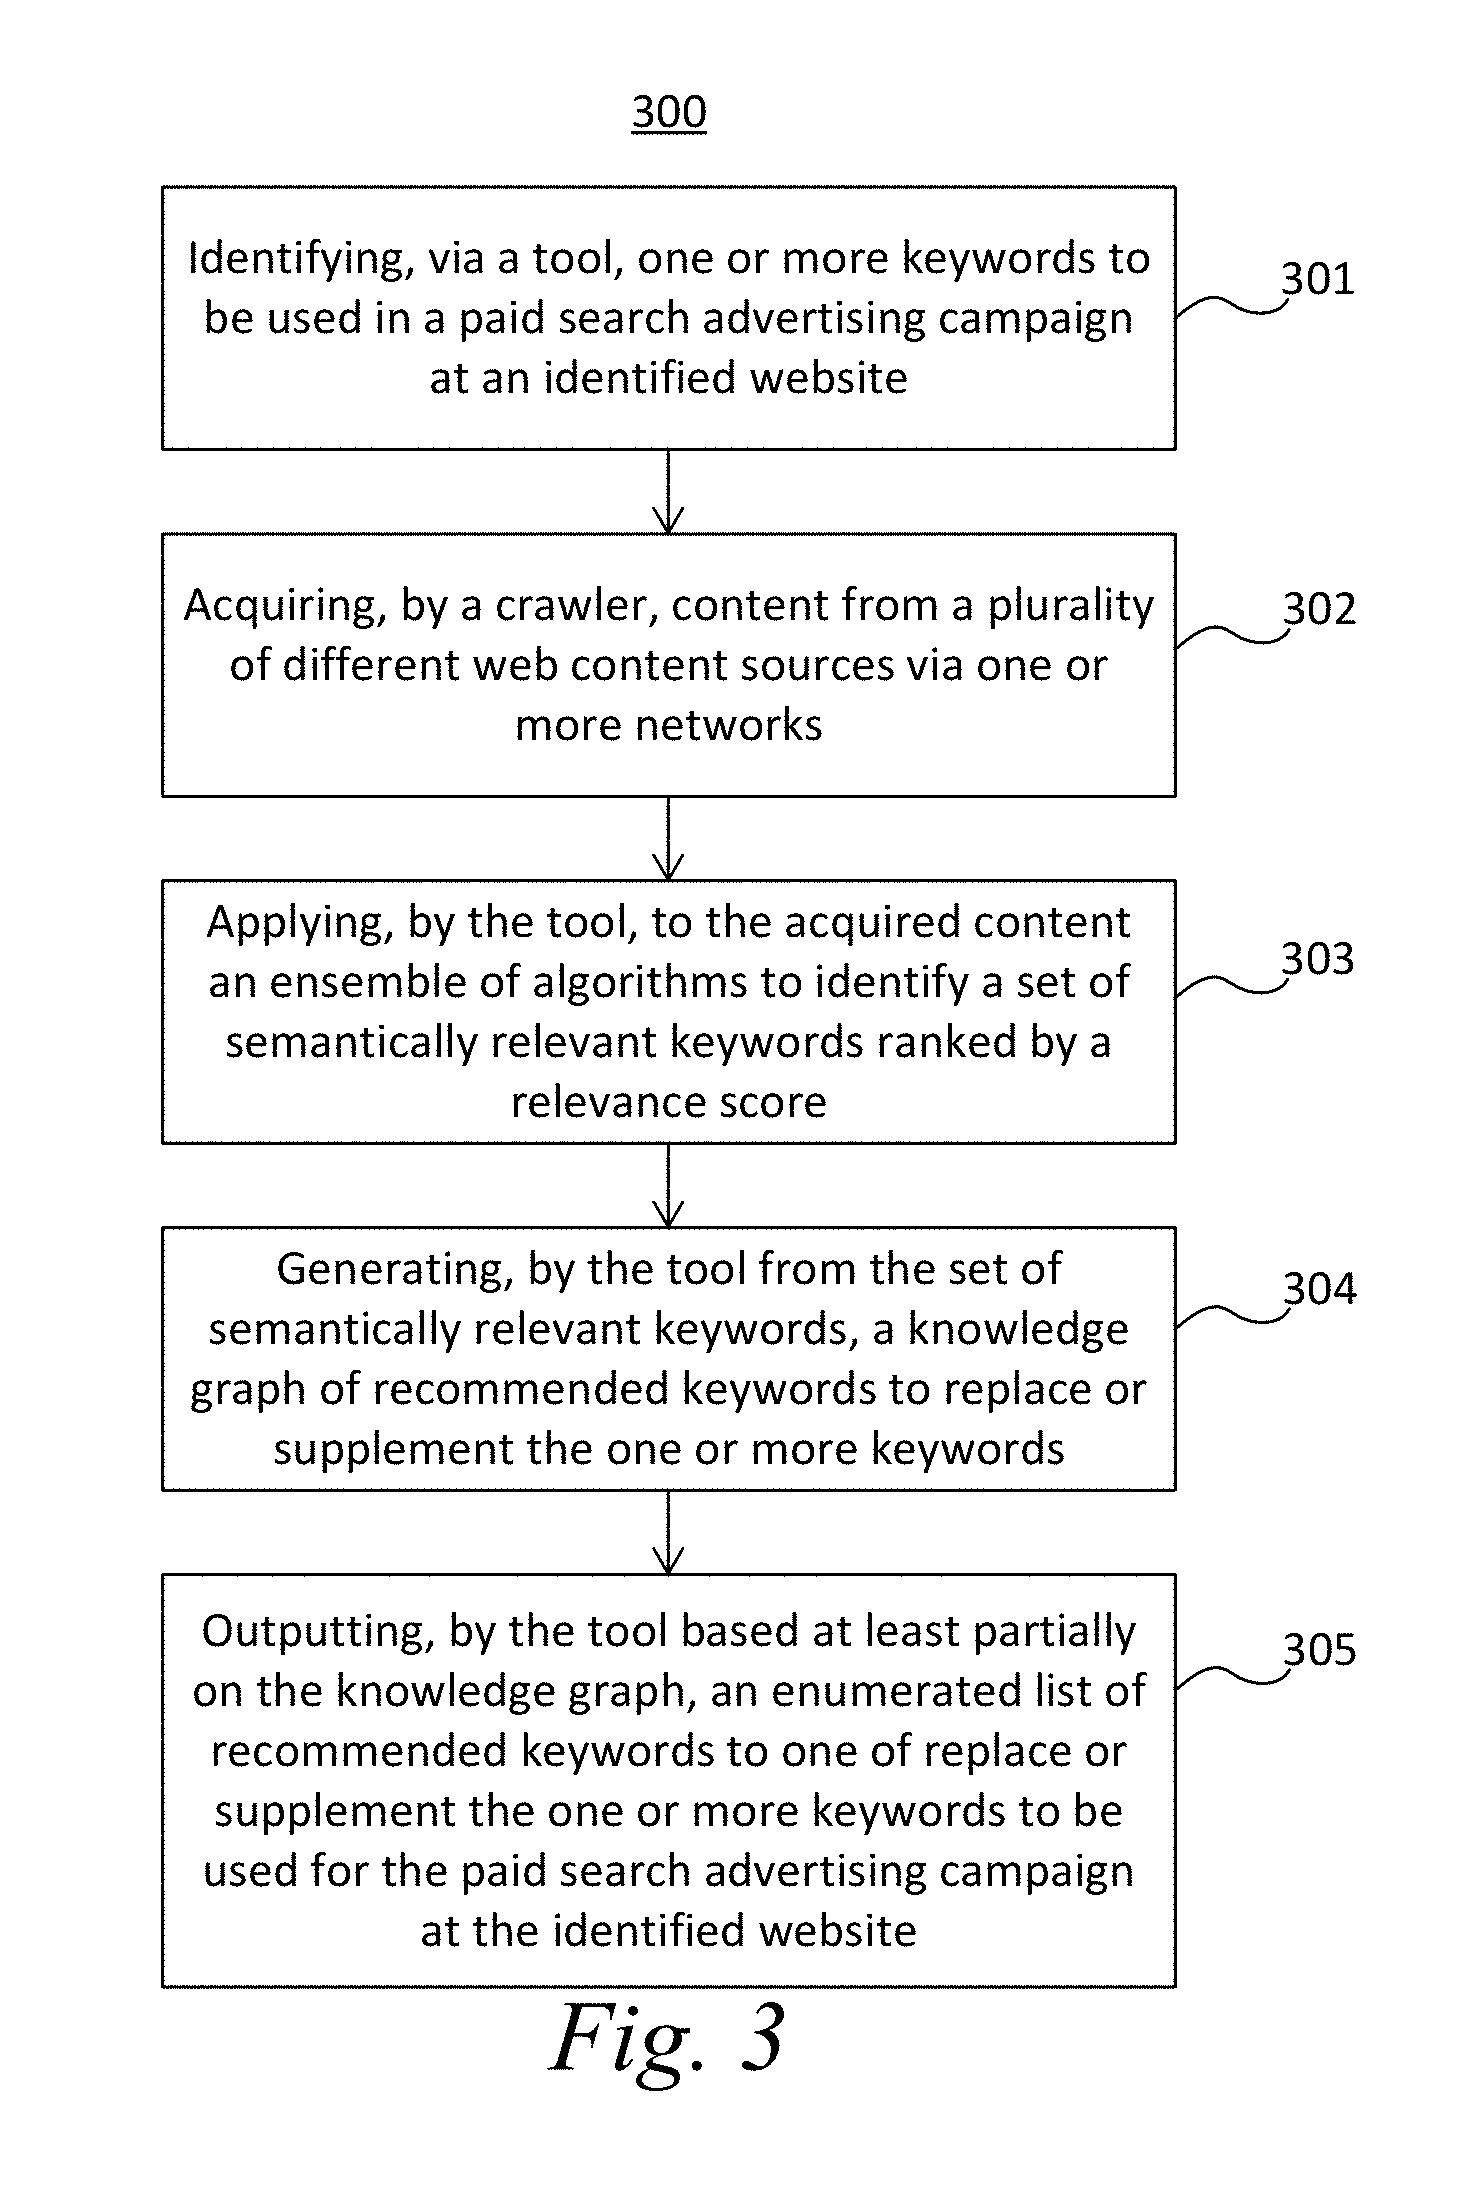 300
Identifying, via a tool, one or more keywords to
be used in a paid search advertising campaign
at an identified website
301
Acquiring, by a crawler, content from a plurality
of different web content sources via one or
more networks
302
Applying, by the tool, to the acquired content
an ensemble of algorithms to identify a set of
semantically relevant keywords ranked by a
relevance score
303
Generating, by the tool from the set of
semantically relevant keywords, a knowledge
graph of recommended keywords to replace or
supplement the one or more keywords
304
Outputting, by the tool based at least partially
on the knowledge graph, an enumerated list of
recommended keywords to one of replace or
supplement the one or more keywords to be
used for the paid search advertising campaign
at the identified website
305
Fig. 3